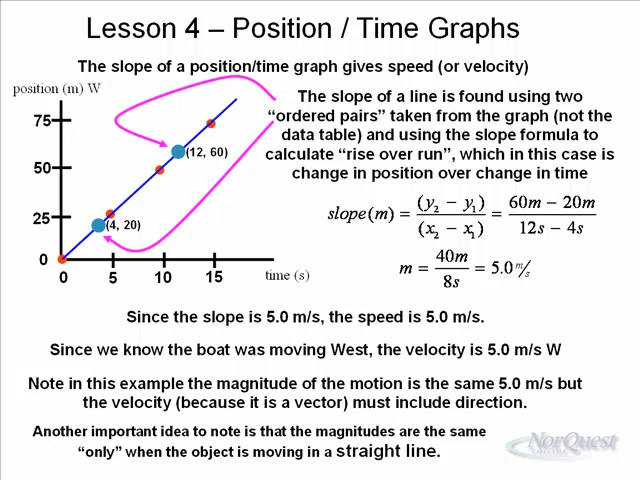 Lesson 4 – Position / Time Graphs
The slope of a position/time graph gives speed (or velocity)
position (m) W
75
50
25
0
0 5 10 15 time (s)
(12, 60)
(4, 20)
The slope of a line is found using two
“ordered pairs” taken from the graph (not the
data table) and using the slope formula to
calculate “rise over run”, which in this case is
change in position over change in time
slope(m) = (y₂ − y₁) / (x₂ − x₁) = 60m − 20m / 12s − 4s
m = 40m / 8s = 5.0 m/s
Since the slope is 5.0 m/s, the speed is 5.0 m/s.
Since we know the boat was moving West, the velocity is 5.0 m/s W
Note in this example the magnitude of the motion is the same 5.0 m/s but
the velocity (because it is a vector) must include direction.
Another important idea to note is that the magnitudes are the same
“only” when the object is moving in a straight line.
NorQuest